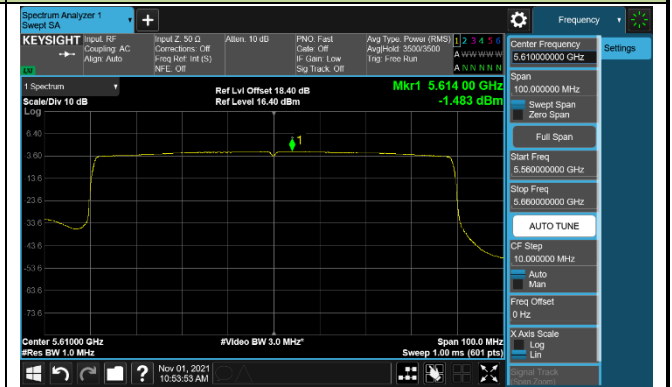 Spectrum Analyzer 1
Swept SA
Frequency
KEYSIGHT
Input: RF
Coupling: AC
Align: Auto
Input Z: 50 Ω
Corrections: Off
Freq Ref: Int (S)
NFE: Off
Atten: 10 dB
PNO: Fast
Gate: Off
IF Gain: Low
Sig Track: Off
Avg Type: Power (RMS)
Avg|Hold: 3500/3500
Trig: Free Run
1 2 3 4 5 6
A W W W W W
A N N N N N
LXI
1 Spectrum
Scale/Div 10 dB
Log
Ref Lvl Offset 18.40 dB
Ref Level 16.40 dBm
Mkr1 5.614 00 GHz
-1.483 dBm
6.40
-3.60
-13.6
-23.6
-33.6
-43.6
-53.6
-63.6
-73.6
1
Center 5.61000 GHz
#Res BW 1.0 MHz
#Video BW 3.0 MHz*
Span 100.0 MHz
Sweep 1.00 ms (601 pts)
Center Frequency
5.610000000 GHz
Settings
Span
100.000000 MHz
Swept Span
Zero Span
Full Span
Start Freq
5.560000000 GHz
Stop Freq
5.660000000 GHz
AUTO TUNE
CF Step
10.000000 MHz
Auto
Man
Freq Offset
0 Hz
X Axis Scale
Log
Lin
Signal Track
(Span Zoom)
Nov 01, 2021
10:53:53 AM